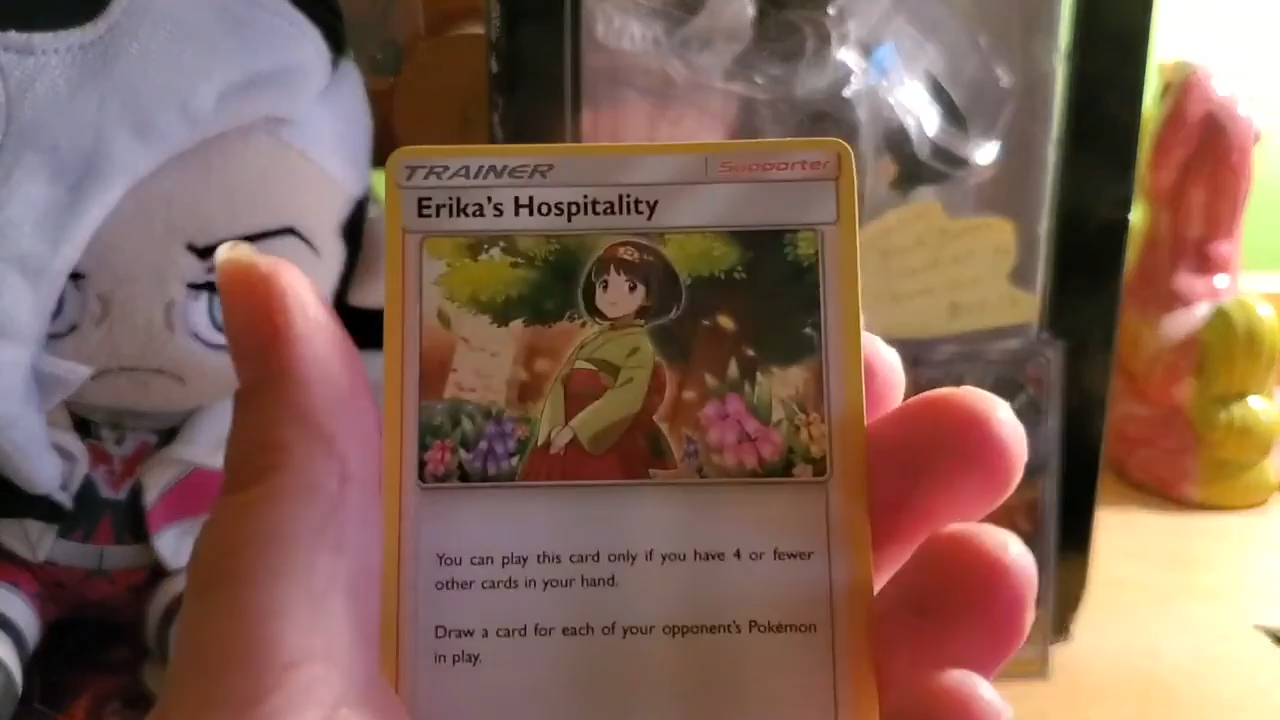 TRAINER Supporter
Erika's Hospitality
You can play this card only if you have 4 or fewer
other cards in your hand.
Draw a card for each of your opponent's Pokémon
in play.